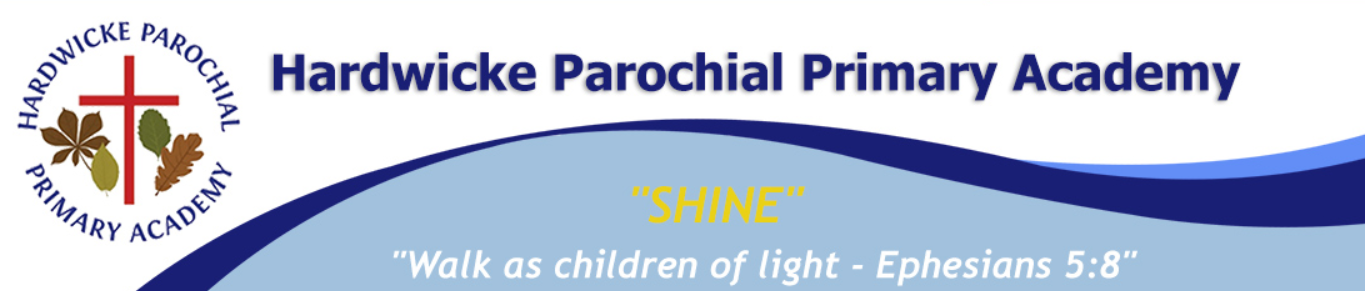 HARDWICKE PAROCHIAL
PRIMARY ACADEMY
Hardwicke Parochial Primary Academy
"SHINE"
"Walk as children of light - Ephesians 5:8"